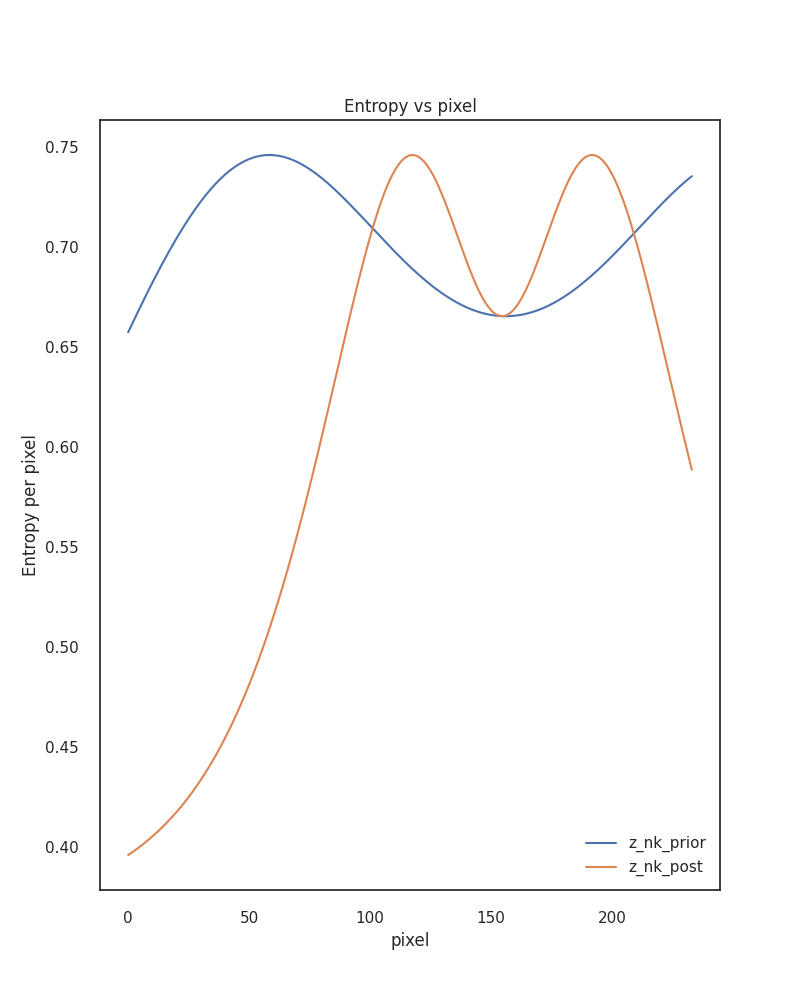 Entropy vs pixel
Entropy per pixel
0.75
0.70
0.65
0.60
0.55
0.50
0.45
0.40
z_nk_prior
z_nk_post
0 50 100 150 200
pixel